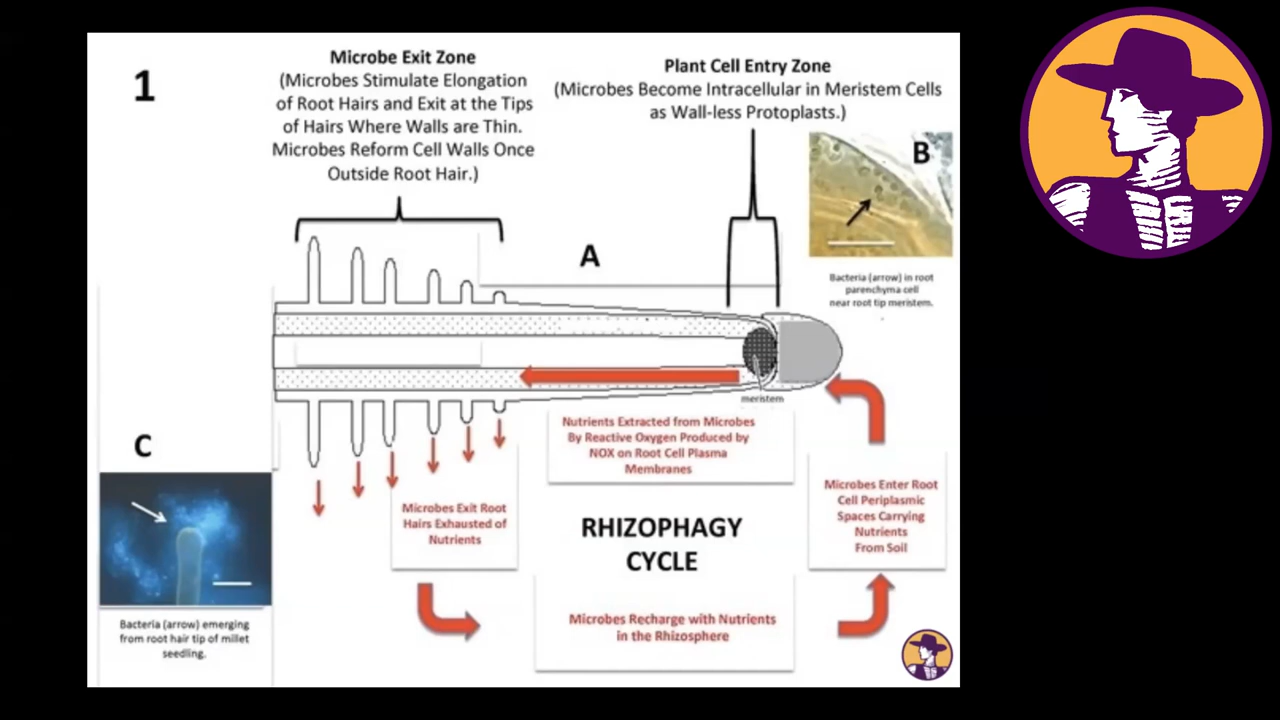 1
Microbe Exit Zone
(Microbes Stimulate Elongation
of Root Hairs and Exit at the Tips
of Hairs Where Walls are Thin.
Microbes Reform Cell Walls Once
Outside Root Hair.)
Plant Cell Entry Zone
(Microbes Become Intracellular in Meristem Cells
as Wall-less Protoplasts.)
B
Bacteria (arrow) in root
parenchyma cell
near root tip meristem.
A
meristem
Nutrients Extracted from Microbes
By Reactive Oxygen Produced by
NOX on Root Cell Plasma
Membranes
C
Bacteria (arrow) emerging
from root hair tip of millet
seedling.
Microbes Exit Root
Hairs Exhausted of
Nutrients
RHIZOPHAGY
CYCLE
Microbes Enter Root
Cell Periplasmic
Spaces Carrying
Nutrients
From Soil
Microbes Recharge with Nutrients
in the Rhizosphere